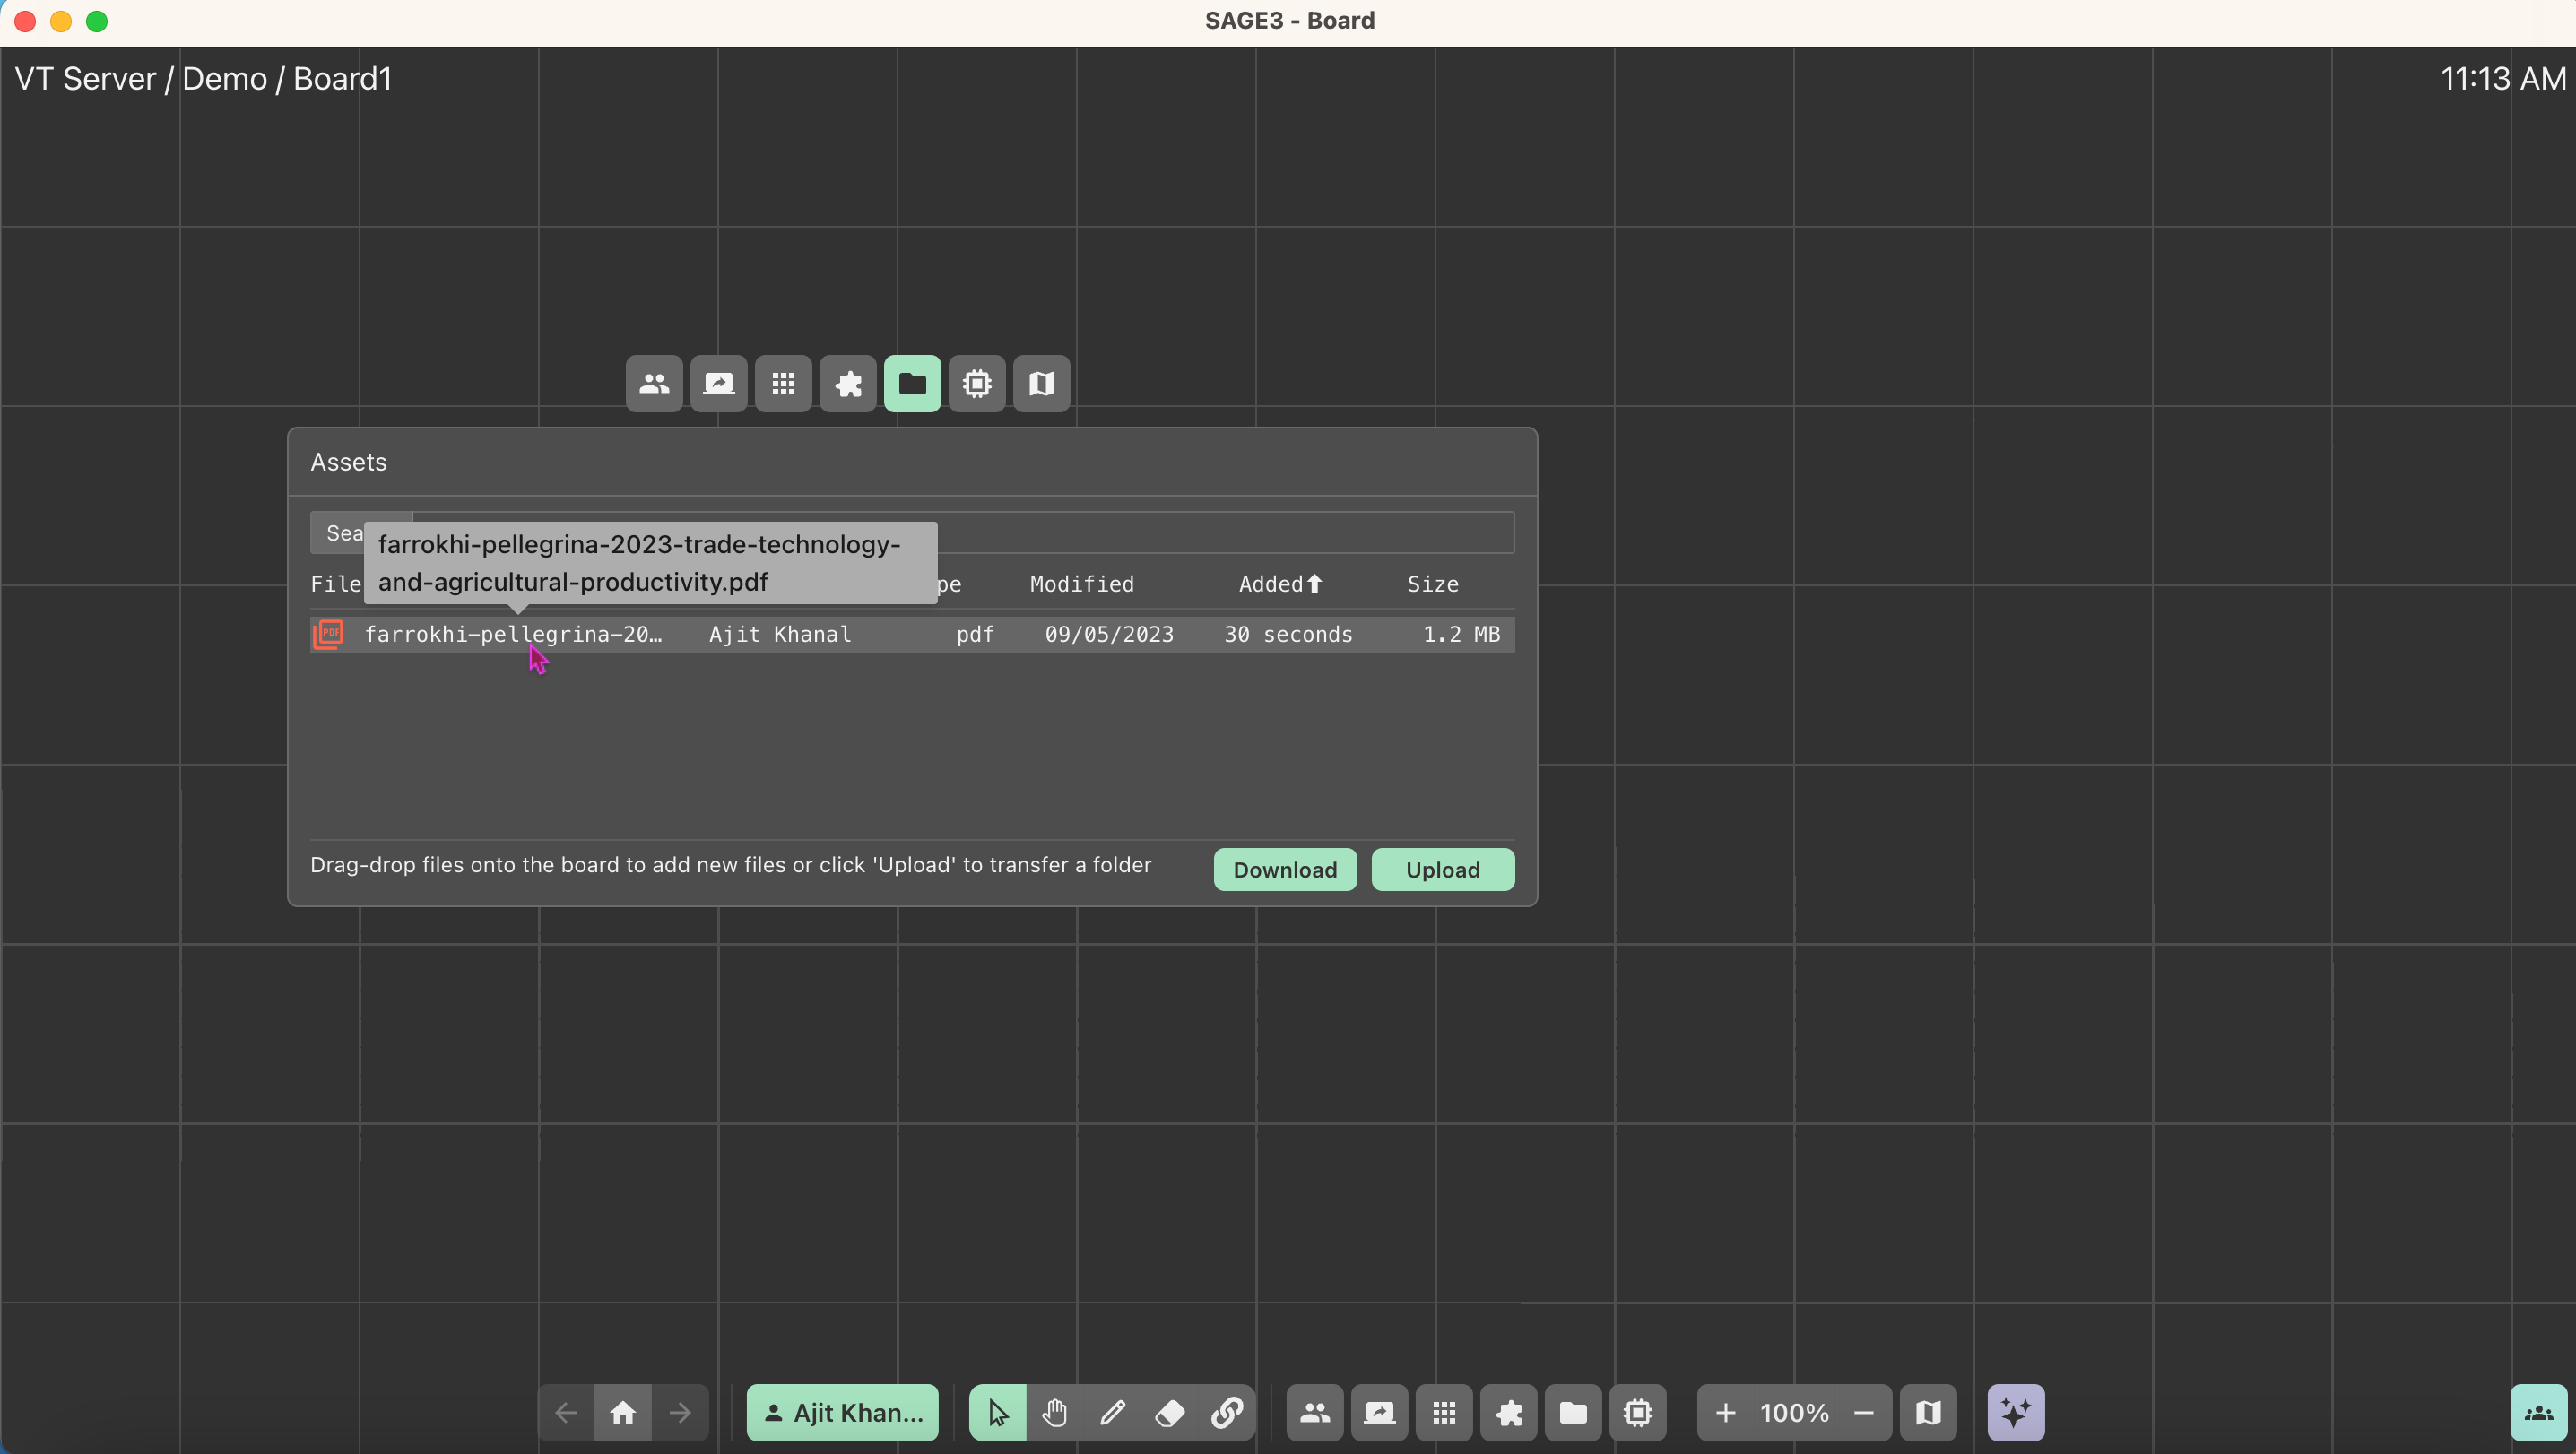 SAGE3 - Board
VT Server / Demo / Board1
11:13 AM
Assets
Sea
farrokhi-pellegrina-2023-trade-technology-
and-agricultural-productivity.pdf
File pe Modified Added Size
PDF farrokhi-pellegrina-20… Ajit Khanal pdf 09/05/2023 30 seconds 1.2 MB
Drag-drop files onto the board to add new files or click 'Upload' to transfer a folder
Download
Upload
Ajit Khan...
100%